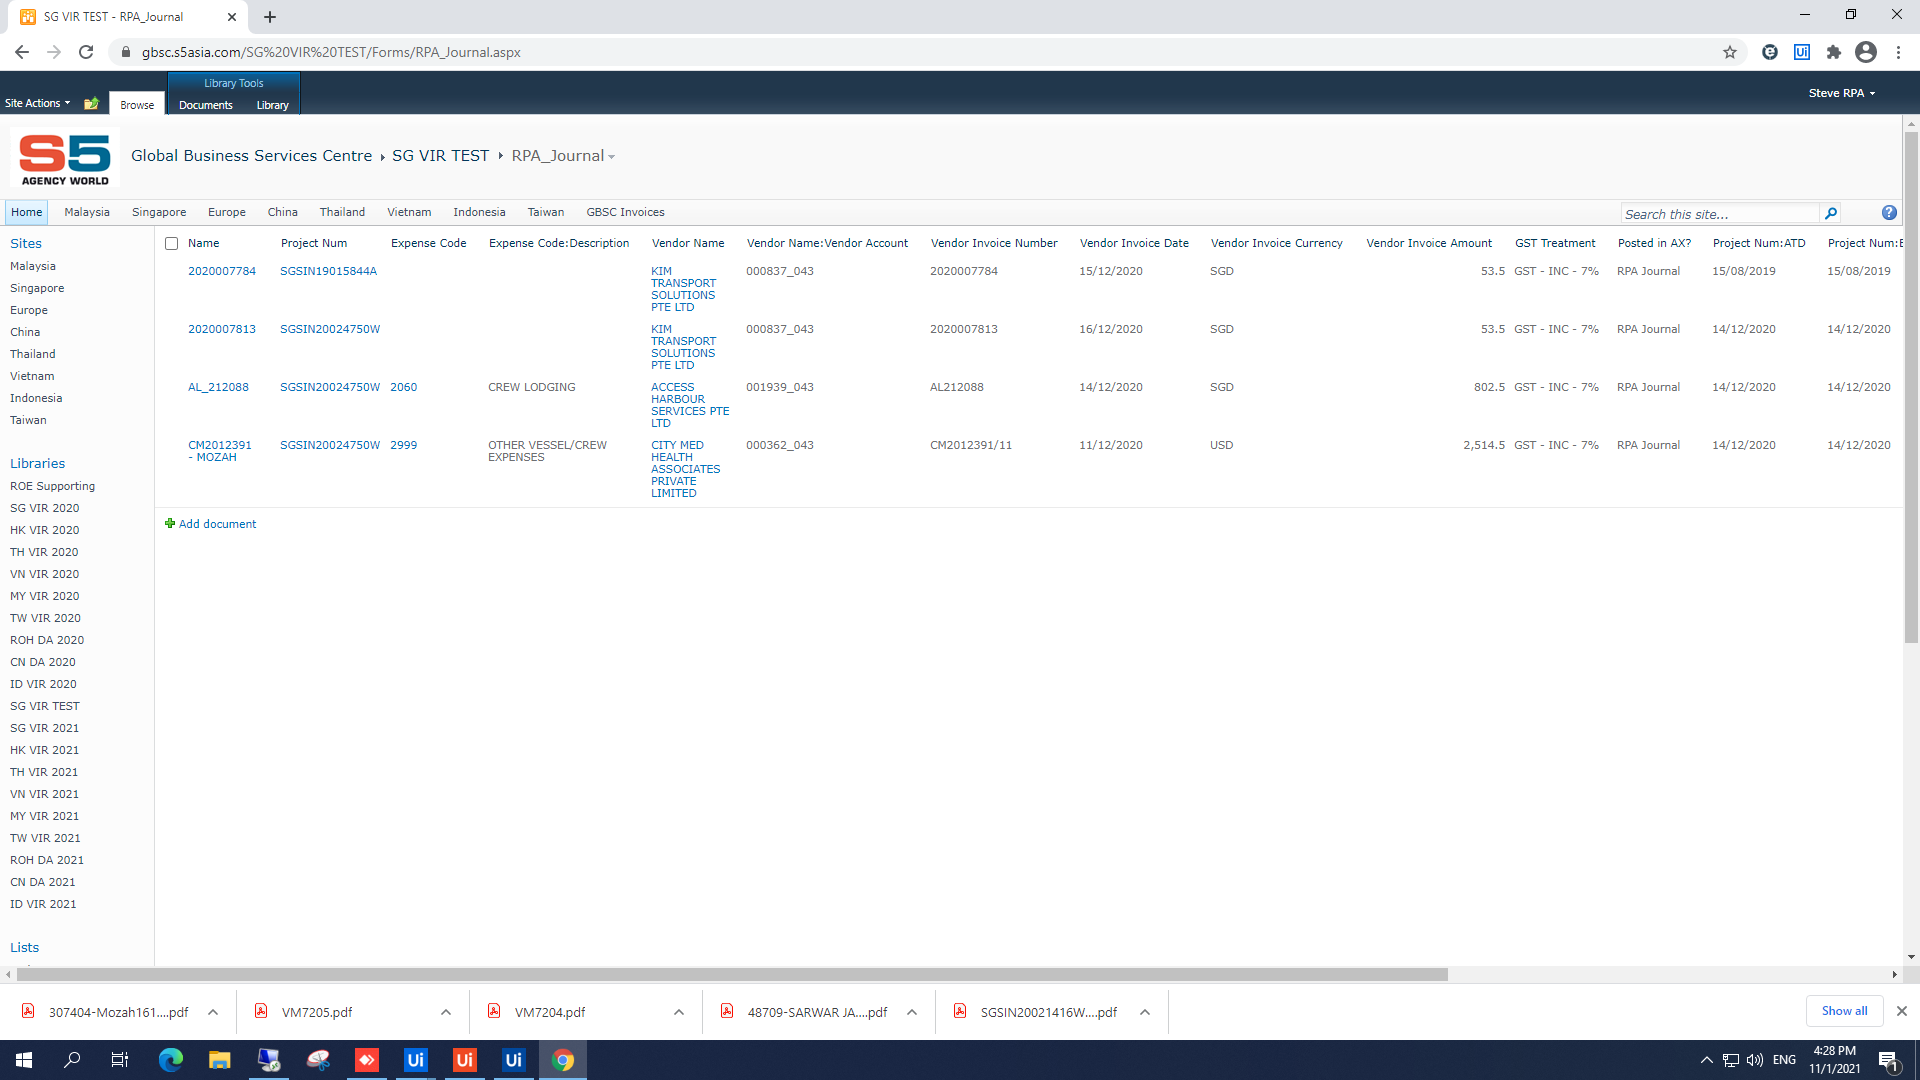 SG VIR TEST - RPA_Journal
gbsc.s5asia.com/SG%20VIR%20TEST/Forms/RPA_Journal.aspx
Library Tools
Site Actions
Browse
Documents
Library
Steve RPA
S5
AGENCY WORLD
Global Business Services Centre
SG VIR TEST
RPA_Journal
Home
Malaysia
Singapore
Europe
China
Thailand
Vietnam
Indonesia
Taiwan
GBSC Invoices
Search this site...
Sites
Malaysia
Singapore
Europe
China
Thailand
Vietnam
Indonesia
Taiwan
Libraries
ROE Supporting
SG VIR 2020
HK VIR 2020
TH VIR 2020
VN VIR 2020
MY VIR 2020
TW VIR 2020
ROH DA 2020
CN DA 2020
ID VIR 2020
SG VIR TEST
SG VIR 2021
HK VIR 2021
TH VIR 2021
VN VIR 2021
MY VIR 2021
TW VIR 2021
ROH DA 2021
CN DA 2021
ID VIR 2021
Lists
Name Project Num Expense Code Expense Code:Description Vendor Name Vendor Name:Vendor Account Vendor Invoice Number Vendor Invoice Date Vendor Invoice Currency Vendor Invoice Amount GST Treatment Posted in AX? Project Num:ATD Project Num:E
2020007784 SGSIN19015844A KIM 000837_043 2020007784 15/12/2020 SGD 53.5 GST - INC - 7% RPA Journal 15/08/2019 15/08/2019
TRANSPORT
SOLUTIONS
PTE LTD
2020007813 SGSIN20024750W KIM 000837_043 2020007813 16/12/2020 SGD 53.5 GST - INC - 7% RPA Journal 14/12/2020 14/12/2020
TRANSPORT
SOLUTIONS
PTE LTD
AL_212088 SGSIN20024750W 2060 CREW LODGING ACCESS 001939_043 AL212088 14/12/2020 SGD 802.5 GST - INC - 7% RPA Journal 14/12/2020 14/12/2020
HARBOUR
SERVICES PTE
LTD
CM2012391 SGSIN20024750W 2999 OTHER VESSEL/CREW CITY MED 000362_043 CM2012391/11 11/12/2020 USD 2,514.5 GST - INC - 7% RPA Journal 14/12/2020 14/12/2020
- MOZAH EXPENSES HEALTH
ASSOCIATES
PRIVATE
LIMITED
Add document
307404-Mozah161....pdf
VM7205.pdf
VM7204.pdf
48709-SARWAR JA....pdf
SGSIN20021416W....pdf
Show all
Ui
Ui
Ui
Ui
ENG
4:28 PM
11/1/2021
1